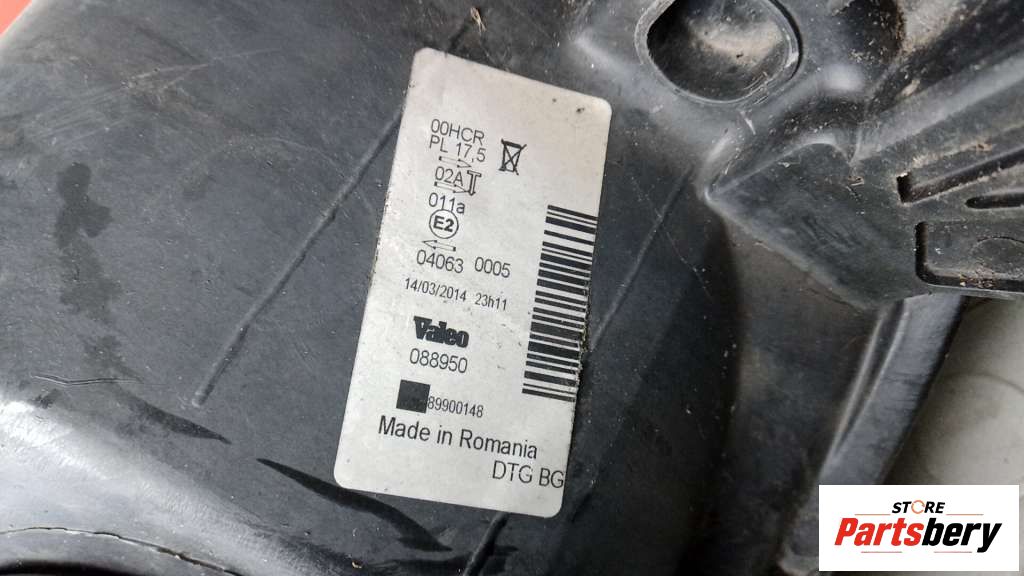 00HCR
PL 17,5
02A
011a
E2
04063 0005
14/03/2014 23h11
Valeo
088950
89900148
Made in Romania
DTG BG
STORE
Partsbery